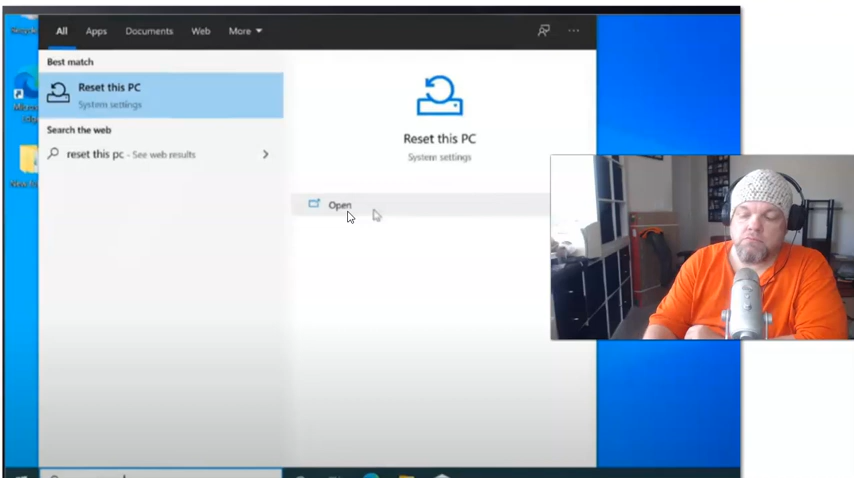 All Apps Documents Web More
Best match
Reset this PC
System settings
Search the web
reset this pc - See web results
Reset this PC
System settings
Open